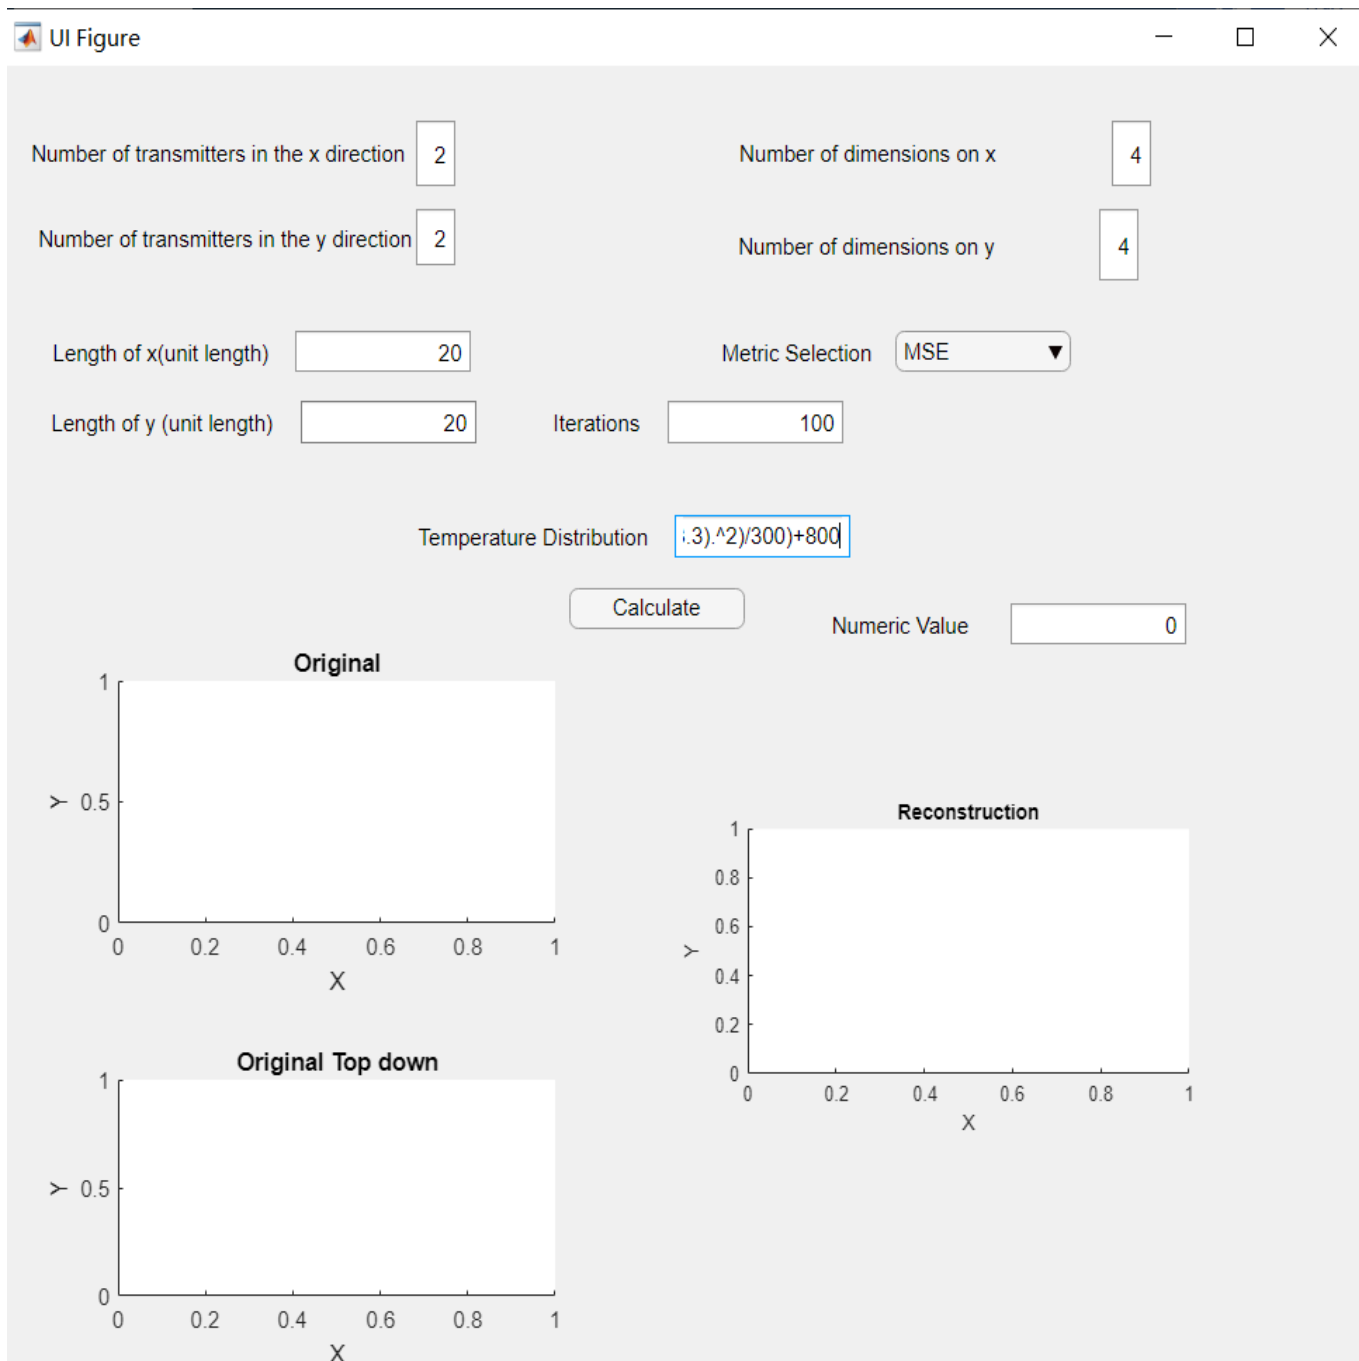 UI Figure
Number of transmitters in the x direction 2
Number of dimensions on x 4
Number of transmitters in the y direction 2
Number of dimensions on y 4
Length of x(unit length) 20
Metric Selection MSE
Length of y (unit length) 20
Iterations 100
Temperature Distribution .3).^2)/300)+800
Calculate
Numeric Value 0
Original
1
0.5
0
Y
0 0.2 0.4 0.6 0.8 1
X
Reconstruction
1
0.8
0.6
0.4
0.2
0
Y
0 0.2 0.4 0.6 0.8 1
X
Original Top down
1
0.5
0
Y
0 0.2 0.4 0.6 0.8 1
X